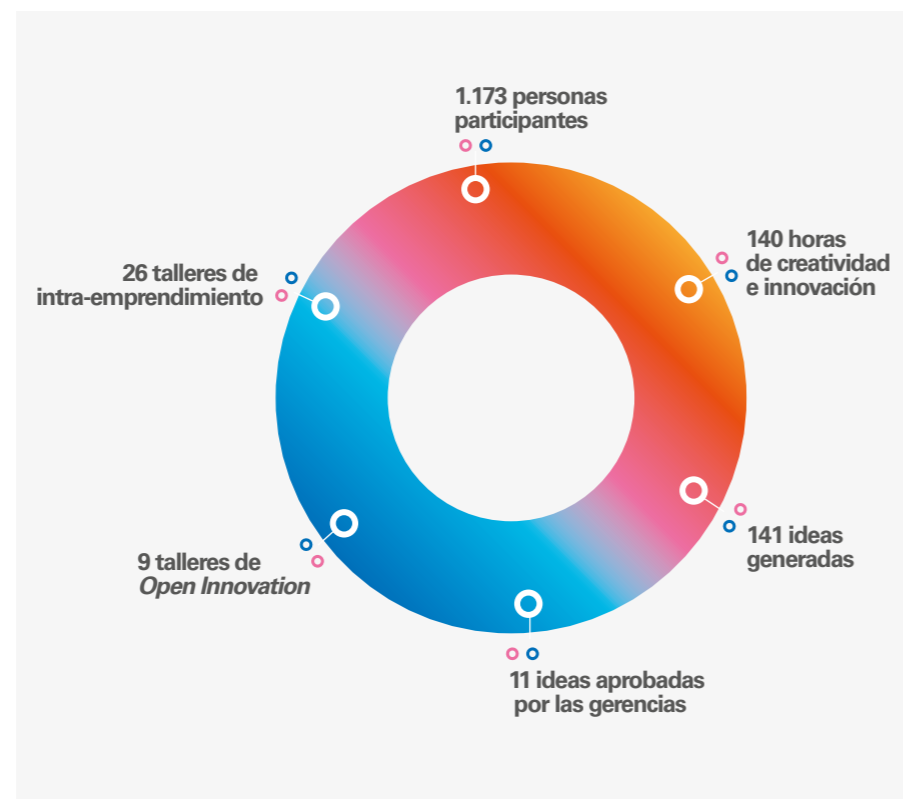 1.173 personas
participantes
140 horas
de creatividad
e innovación
141 ideas
generadas
11 ideas aprobadas
por las gerencias
9 talleres de
Open Innovation
26 talleres de
intra-emprendimiento